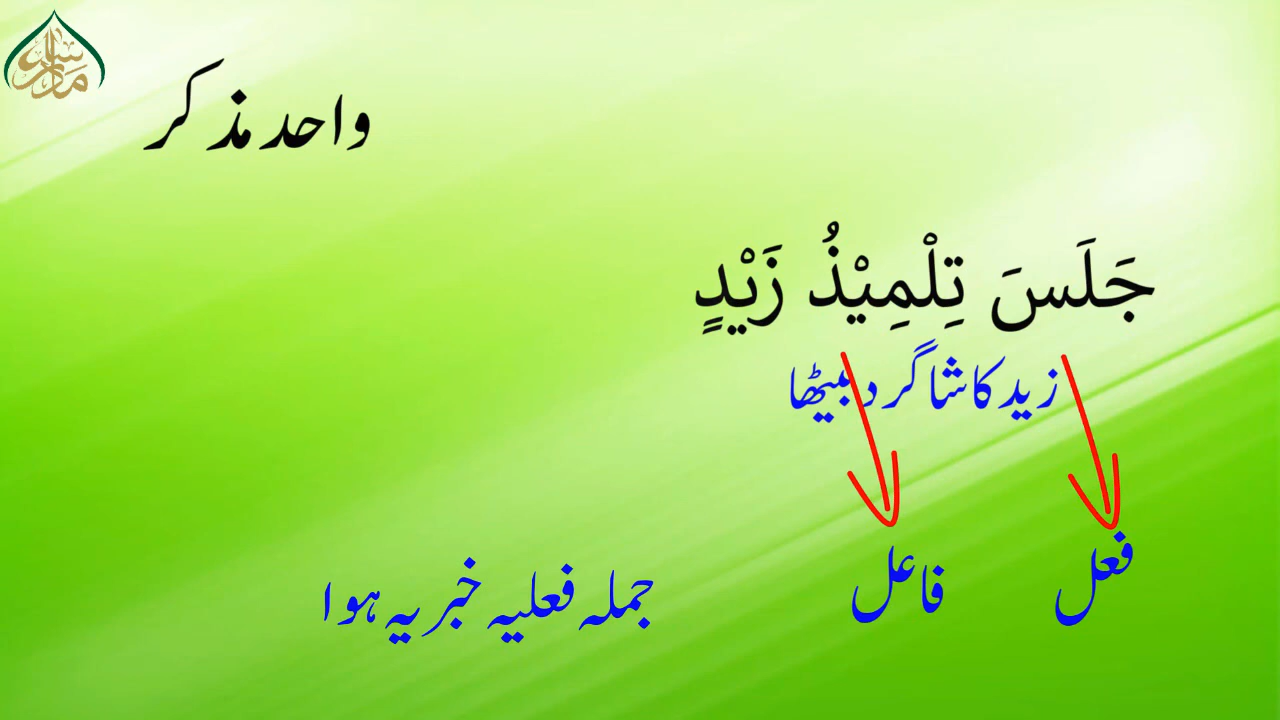 واحد مذکر
جَلَسَ تِلْمِيْذُ زَيْدٍ
زید کا شاگرد بیٹھا
فعل
فاعل
جملہ فعلیہ خبریہ ہوا